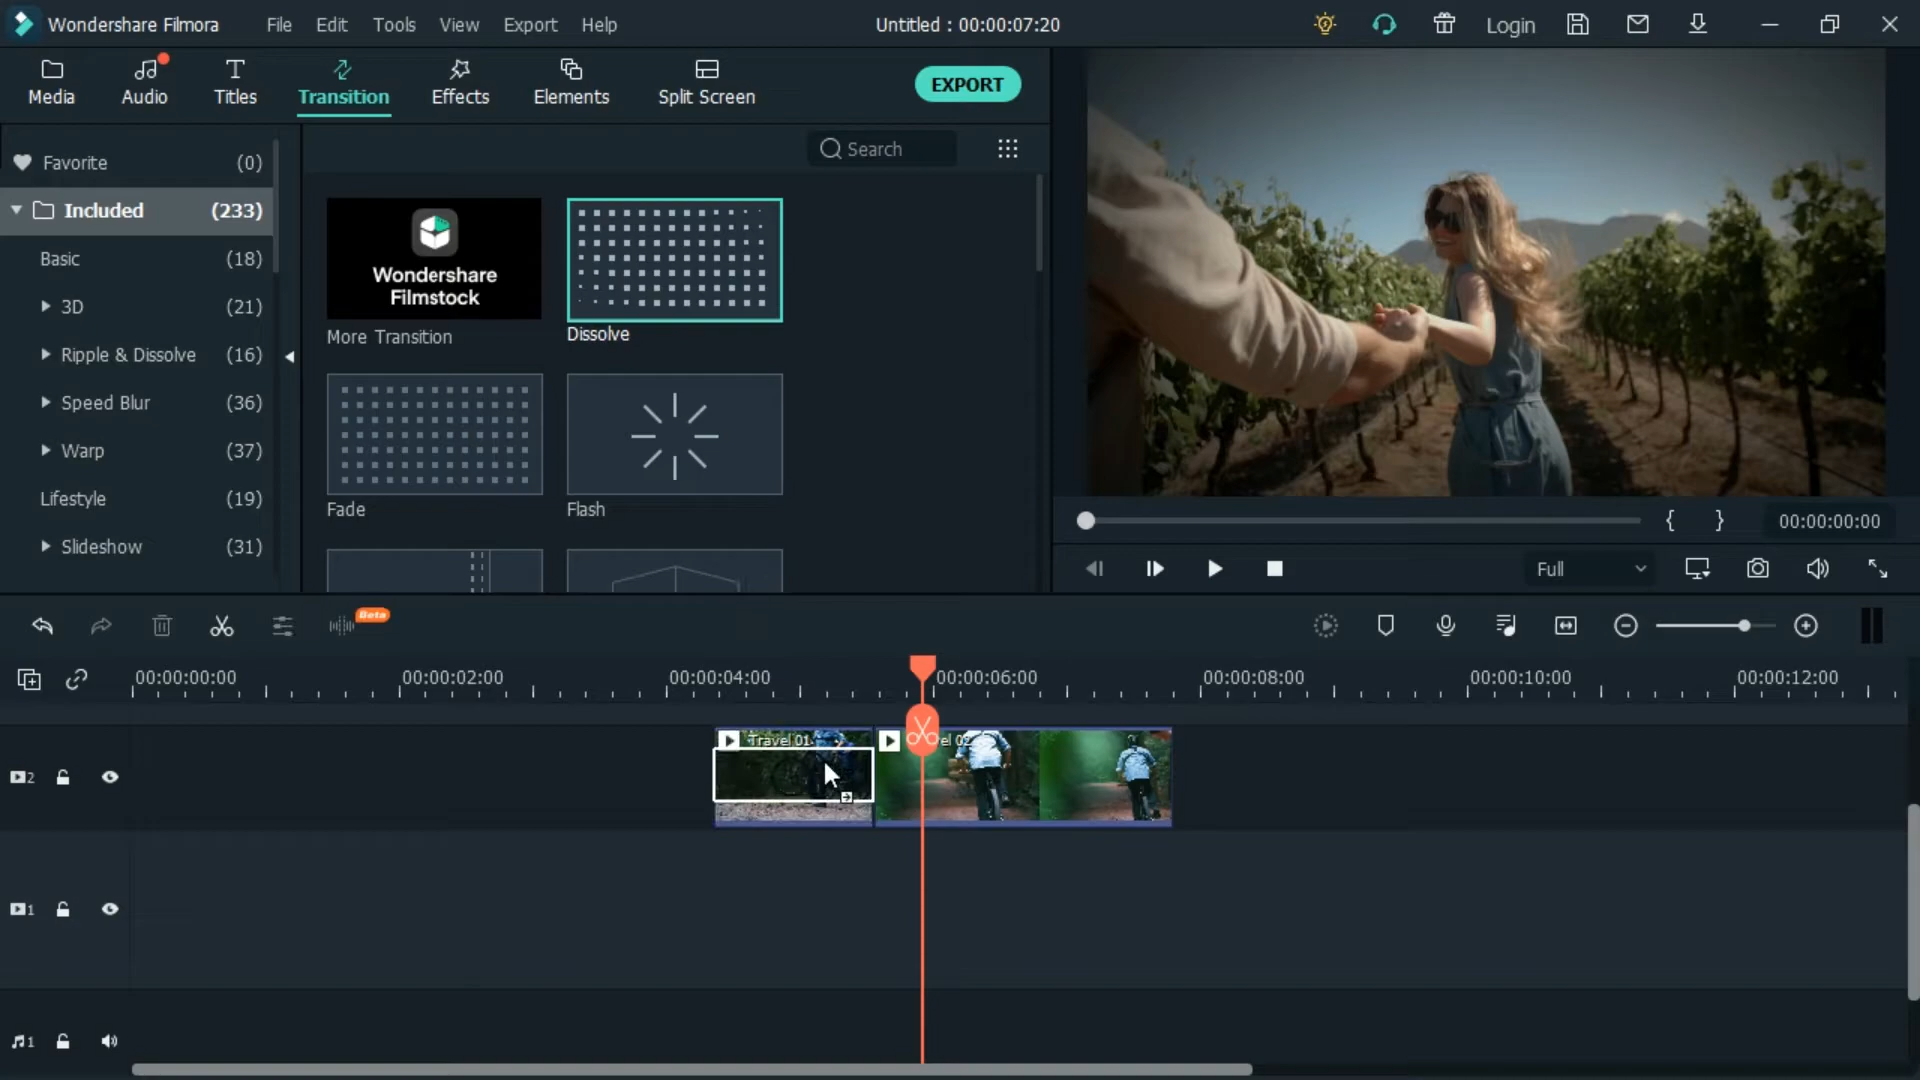 Wondershare Filmora
File
Edit
Tools
View
Export
Help
Untitled : 00:00:07:20
Login
Media
Audio
Titles
Transition
Effects
Elements
Split Screen
EXPORT
Favorite (0)
Included (233)
Basic (18)
3D (21)
Ripple & Dissolve (16)
Speed Blur (36)
Warp (37)
Lifestyle (19)
Slideshow (31)
Search
Wondershare
Filmstock
More Transition
Dissolve
Fade
Flash
00:00:00:00
Full
Beta
00:00:00:00
00:00:02:00
00:00:04:00
00:00:06:00
00:00:08:00
00:00:10:00
00:00:12:00
Travel 01
2
1
1